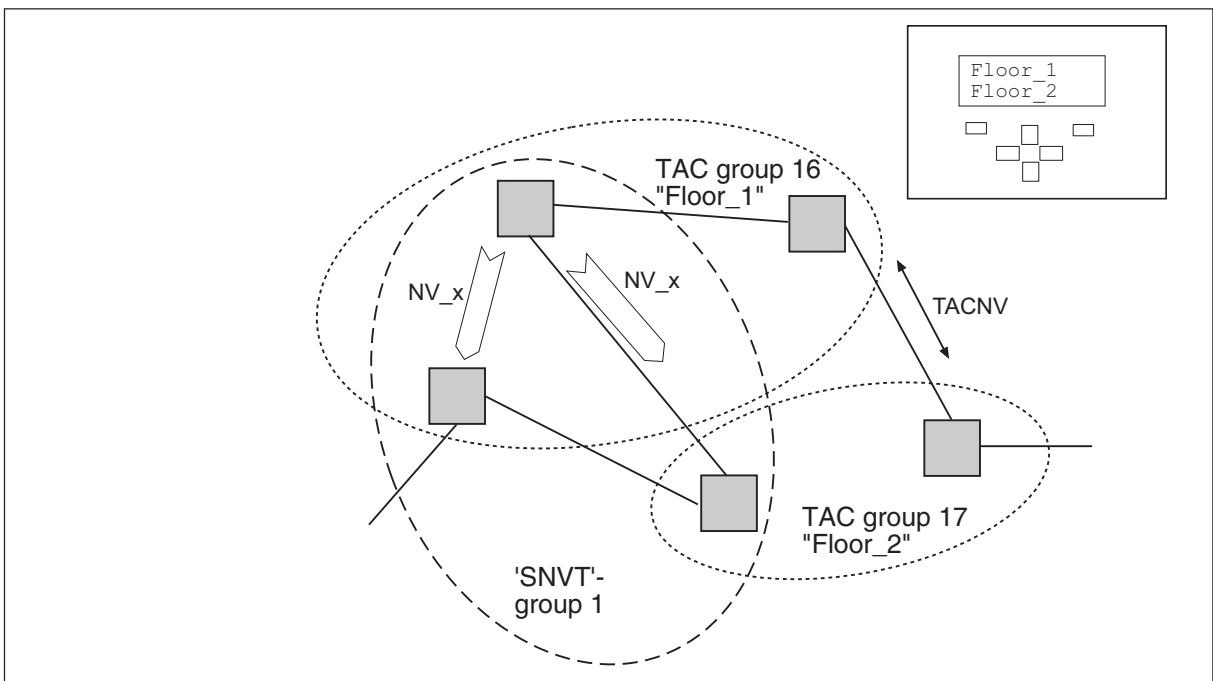 Floor_1
Floor_2
TAC group 16
"Floor_1"
NV_x
NV_x
TACNV
TAC group 17
"Floor_2"
'SNVT'-
group 1